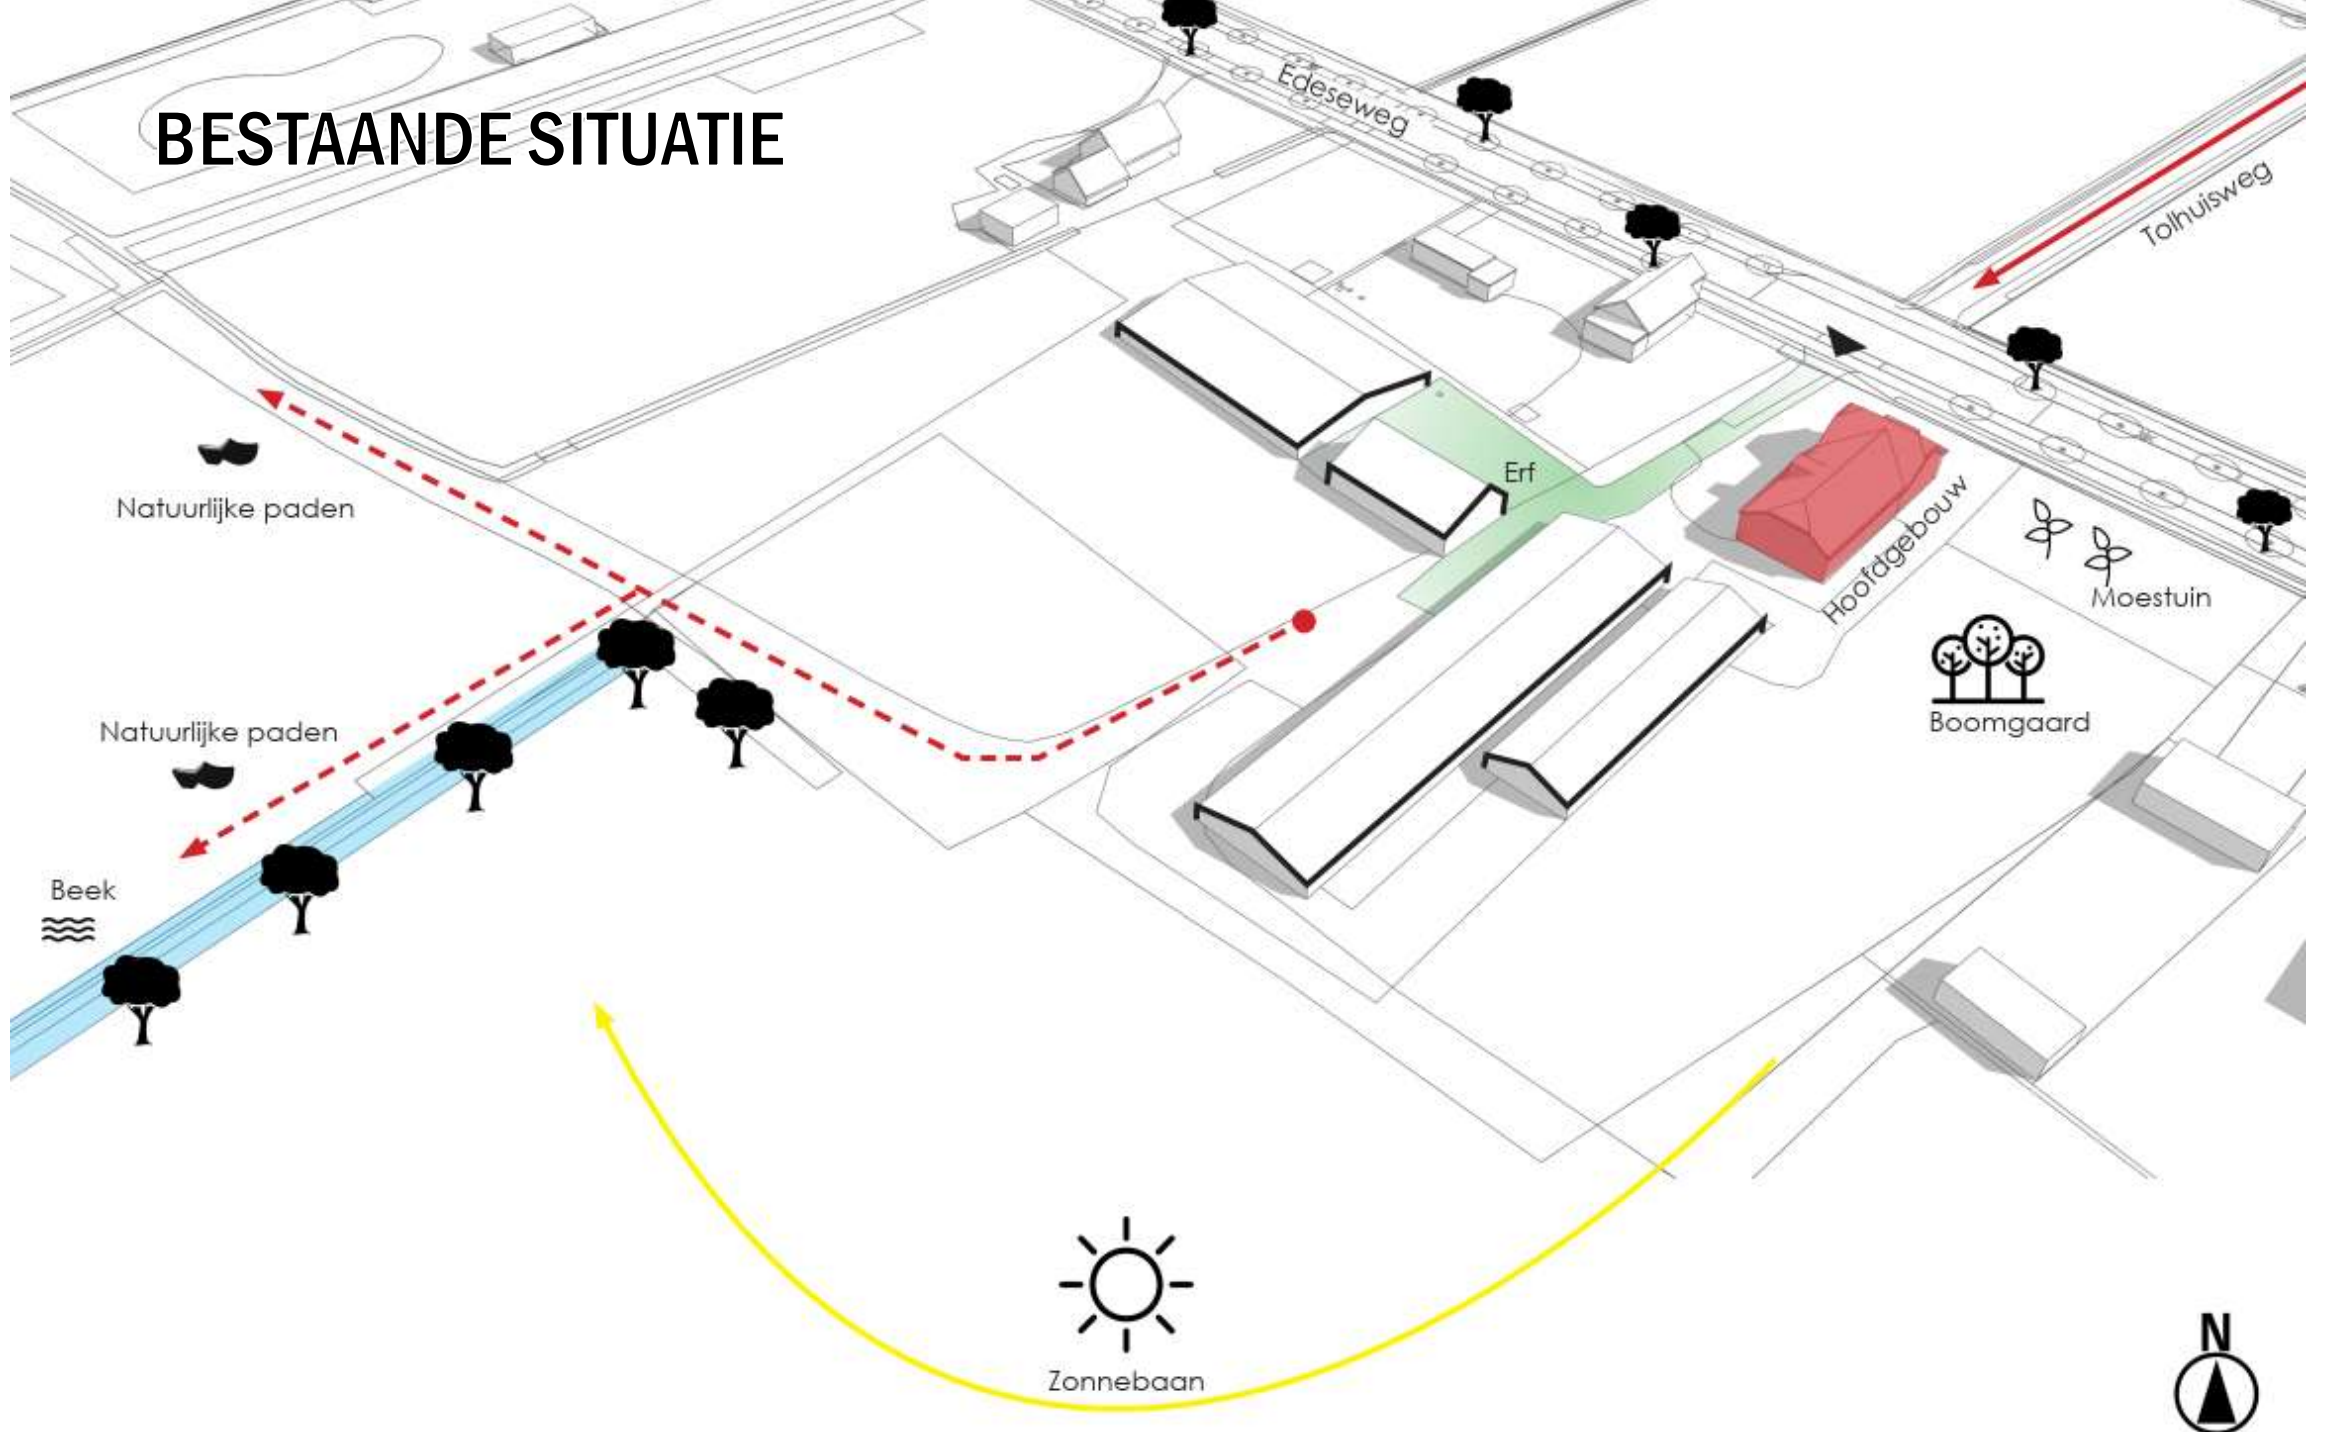 BESTAANDE SITUATIE
Edeseweg
Tolhuisweg
Erf
Hoofdgebouw
Natuurlijke paden
Moestuin
Boomgaard
Natuurlijke paden
Beek
Zonnebaan
N